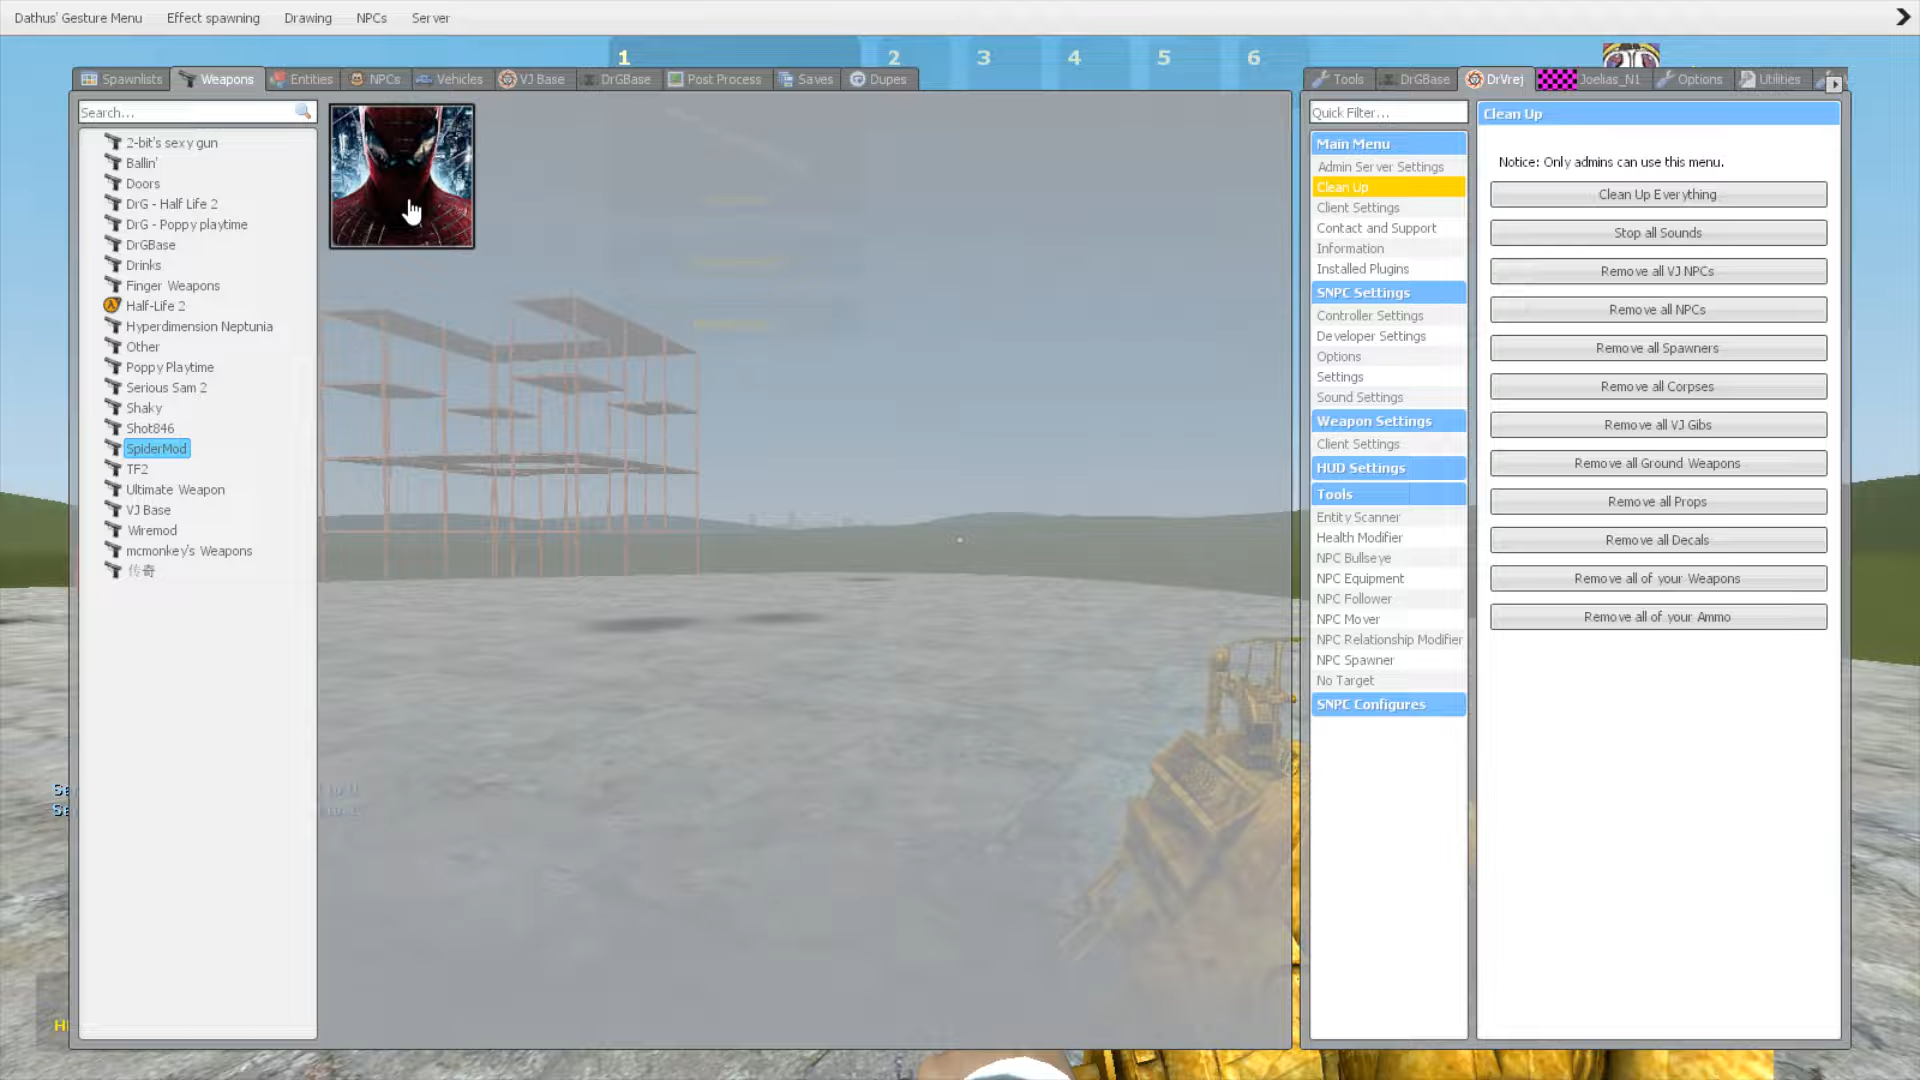 Dathus' Gesture Menu Effect spawning Drawing NPCs Server
1 2 3 4 5 6
Spawnlists Weapons Entities NPCs Vehicles VJ Base DrGBase Post Process Saves Dupes
Tools DrGBase DrVrej Joelias_N1 Options Utilities
Search...
2-bit's sexy gun
Ballin'
Doors
DrG - Half Life 2
DrG - Poppy playtime
DrGBase
Drinks
Finger Weapons
Half-Life 2
Hyperdimension Neptunia
Other
Poppy Playtime
Serious Sam 2
Shaky
Shot846
SpiderMod
TF2
Ultimate Weapon
VJ Base
Wiremod
mcmonkey's Weapons
传奇
Quick Filter...
Main Menu
Admin Server Settings
Clean Up
Client Settings
Contact and Support
Information
Installed Plugins
SNPC Settings
Controller Settings
Developer Settings
Options
Settings
Sound Settings
Weapon Settings
Client Settings
HUD Settings
Tools
Entity Scanner
Health Modifier
NPC Bullseye
NPC Equipment
NPC Follower
NPC Mover
NPC Relationship Modifier
NPC Spawner
No Target
SNPC Configures
Clean Up
Notice: Only admins can use this menu.
Clean Up Everything
Stop all Sounds
Remove all VJ NPCs
Remove all NPCs
Remove all Spawners
Remove all Corpses
Remove all VJ Gibs
Remove all Ground Weapons
Remove all Props
Remove all Decals
Remove all of your Weapons
Remove all of your Ammo